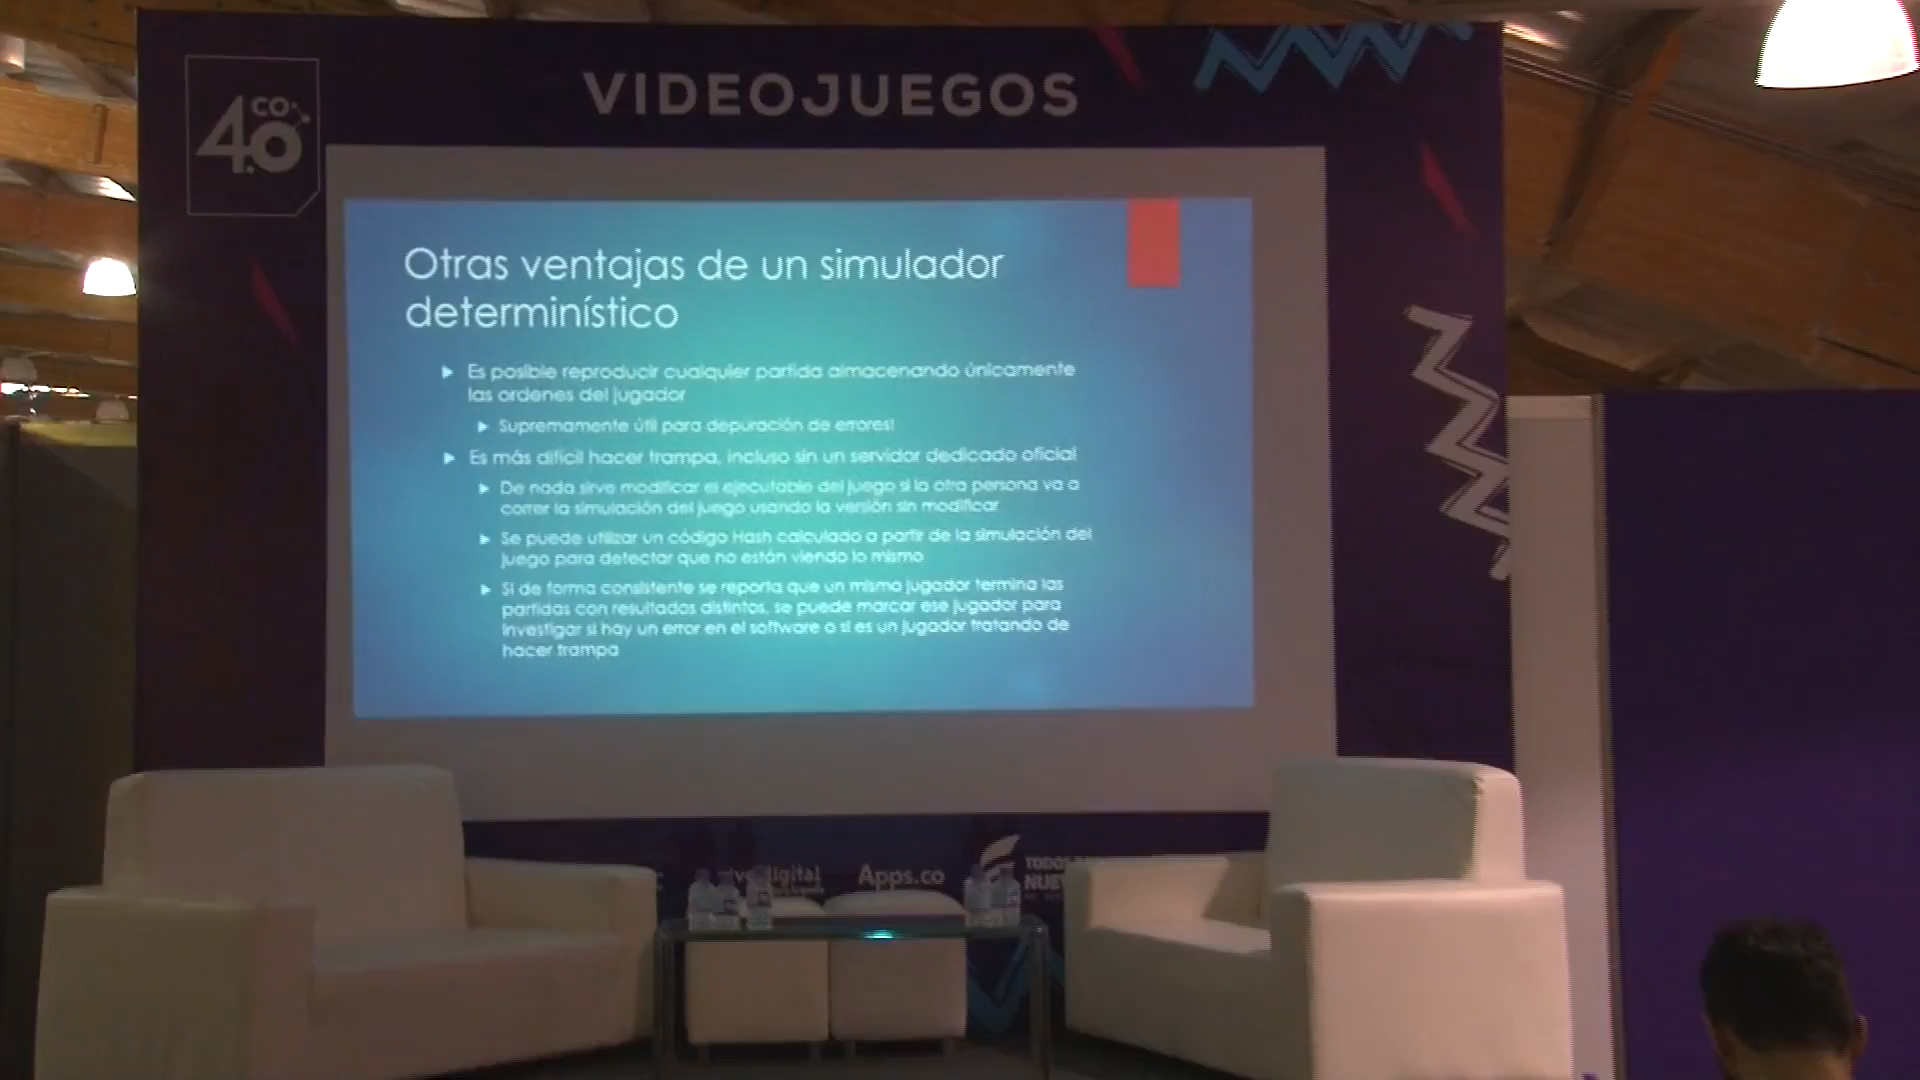 CO
4.0
VIDEOJUEGOS
Otras ventajas de un simulador
determinístico
Es posible reproducir cualquier partida almacenando únicamente
las ordenes del jugador
Supremamente útil para depuración de errores!
Es más difícil hacer trampa, incluso sin un servidor dedicado oficial
De nada sirve modificar el ejecutable del juego si la otra persona va a
correr la simulación del juego usando la versión sin modificar
Se puede utilizar un código Hash calculado a partir de la simulación del
juego para detectar que no están viendo lo mismo
Si de forma consistente se reporta que un mismo jugador termina las
partidas con resultados distintos, se puede marcar ese jugador para
investigar si hay un error en el software o si es un jugador tratando de
hacer trampa
digital
Apps.co
TODOS
NUE